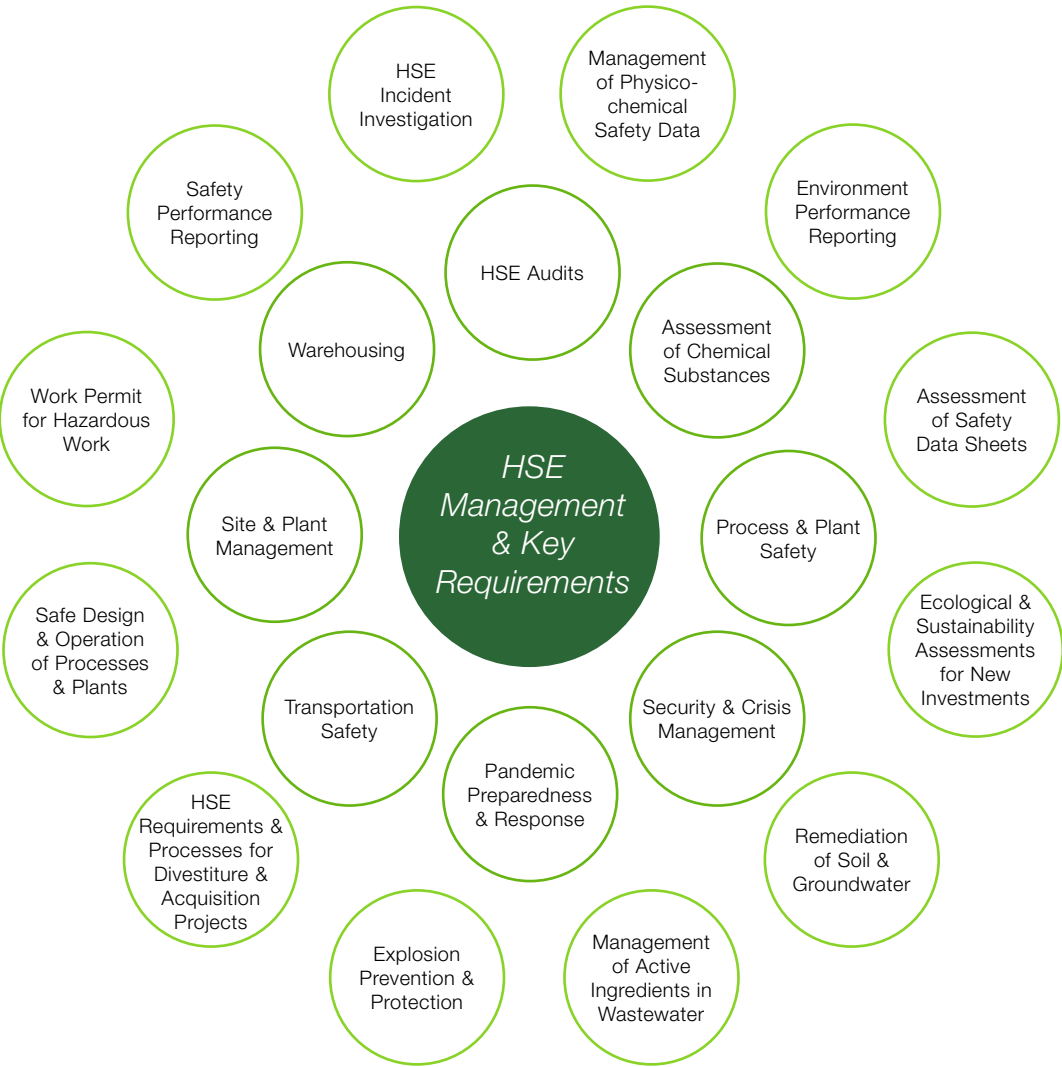 HSE
Incident
Investigation
Management
of Physico-
chemical
Safety Data
Safety
Performance
Reporting
Environment
Performance
Reporting
HSE Audits
Warehousing
Assessment
of Chemical
Substances
Work Permit
for Hazardous
Work
Assessment
of Safety
Data Sheets
HSE
Management
& Key
Requirements
Site & Plant
Management
Process & Plant
Safety
Safe Design
& Operation
of Processes
& Plants
Ecological &
Sustainability
Assessments
for New
Investments
Transportation
Safety
Security & Crisis
Management
Pandemic
Preparedness
& Response
HSE
Requirements &
Processes for
Divestiture &
Acquisition
Projects
Remediation
of Soil &
Groundwater
Explosion
Prevention &
Protection
Management
of Active
Ingredients in
Wastewater